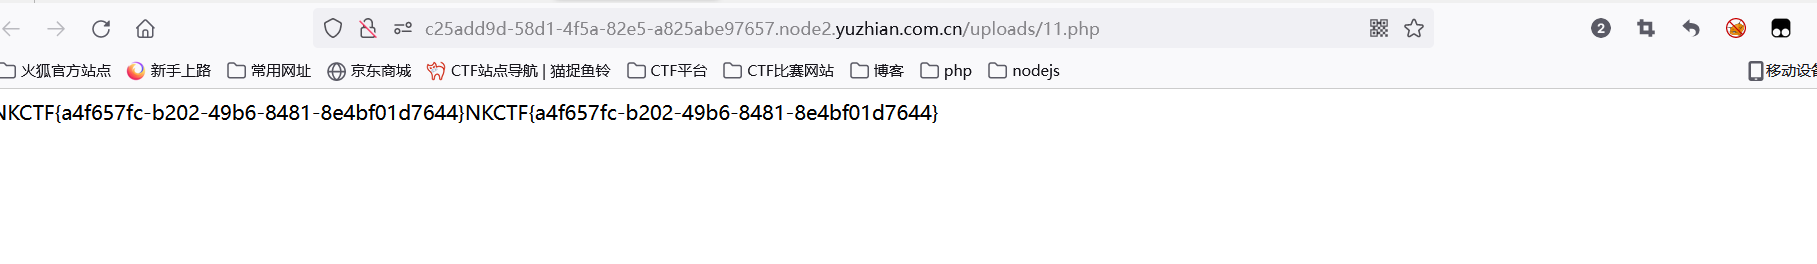 c25add9d-58d1-4f5a-82e5-a825abe97657.node2.yuzhian.com.cn/uploads/11.php 2
火狐官方站点 新手上路 常用网址 京东商城 CTF站点导航 | 猫捉鱼铃 CTF平台 CTF比赛网站 博客 php nodejs 移动设备
NKCTF{a4f657fc-b202-49b6-8481-8e4bf01d7644}NKCTF{a4f657fc-b202-49b6-8481-8e4bf01d7644}